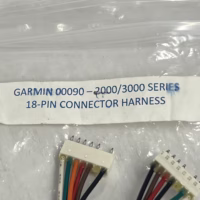 GARMIN 00090 – 2000/3000 SERIES
18-PIN CONNECTOR HARNESS